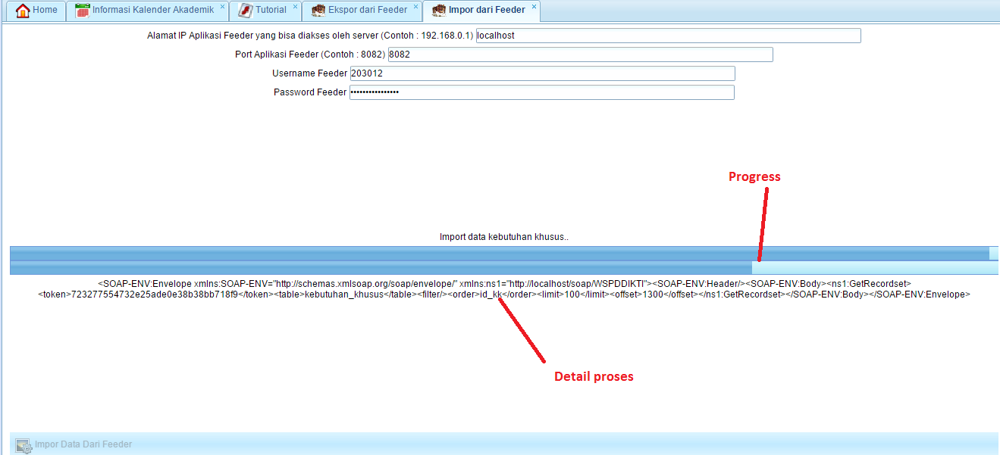 Home Informasi Kalender Akademik × Tutorial × Ekspor dari Feeder × Impor dari Feeder ×
Alamat IP Aplikasi Feeder yang bisa diakses oleh server (Contoh : 192.168.0.1) localhost
Port Aplikasi Feeder (Contoh : 8082) 8082
Username Feeder 203012
Password Feeder ••••••••••••••••
Progress
Import data kebutuhan khusus..
<SOAP-ENV:Envelope xmlns:SOAP-ENV="http://schemas.xmlsoap.org/soap/envelope/" xmlns:ns1="http://localhost/soap/WSPDDIKTI"><SOAP-ENV:Header/><SOAP-ENV:Body><ns1:GetRecordset>
<token>723277554732e25ade0e38b38bb718f9</token><table>kebutuhan_khusus</table><filter/><order>id_kk</order><limit>100</limit><offset>1300</offset></ns1:GetRecordset></SOAP-ENV:Body></SOAP-ENV:Envelope>
Detail proses
Impor Data Dari Feeder